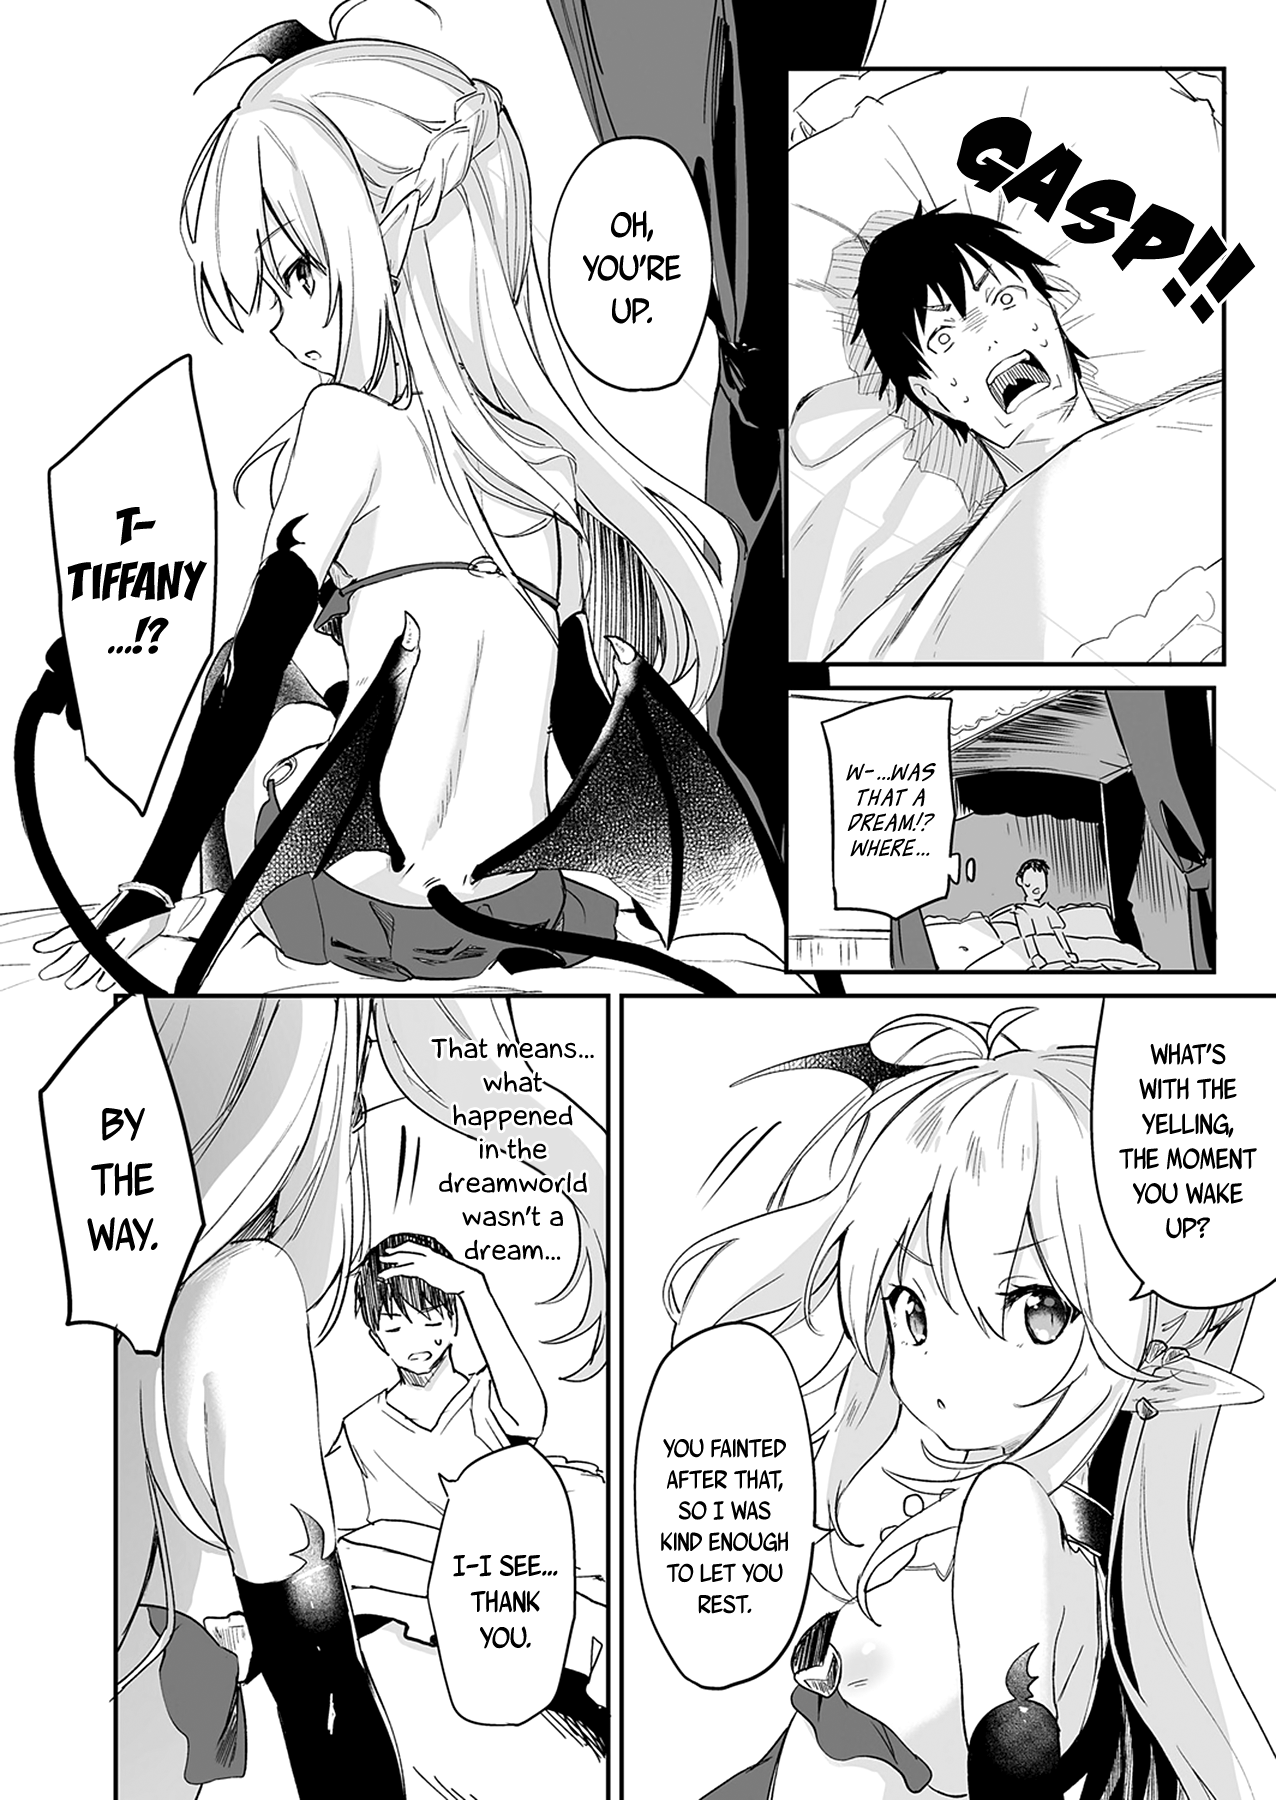 GASP!!
W-...WAS
THAT A
DREAM!?
WHERE...
OH,
YOU'RE
UP.
T-
TIFFANY
...!?
WHAT'S
WITH THE
YELLING,
THE MOMENT
YOU WAKE
UP?
YOU FAINTED
AFTER THAT,
SO I WAS
KIND ENOUGH
TO LET YOU
REST.
That means...
what
happened
in the
dreamworld
wasn't a
dream...
I-I SEE...
THANK
YOU.
BY
THE
WAY.